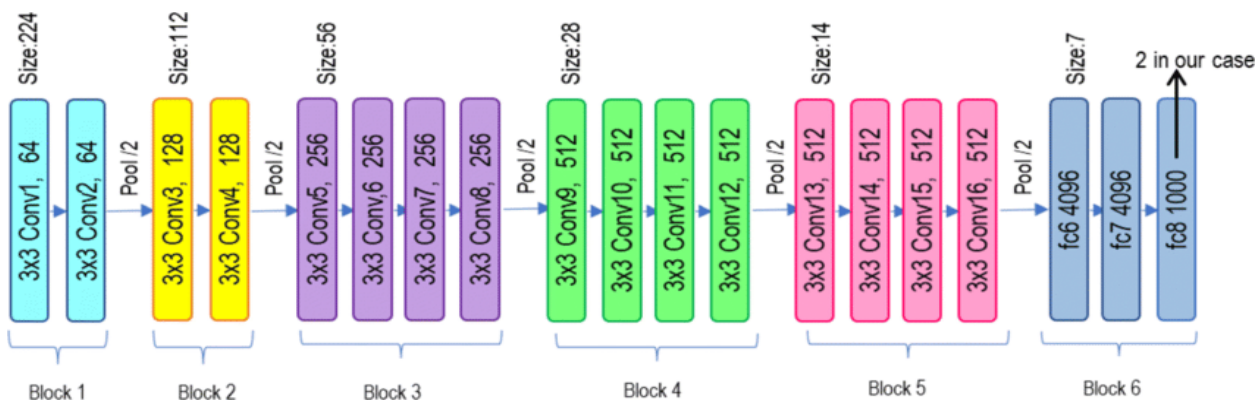 Size:224
Size:112
Size:56
Size:28
Size:14
Size:7
2 in our case
3x3 Conv1, 64
3x3 Conv2, 64
Pool /2
3x3 Conv3, 128
3x3 Conv4, 128
Pool /2
3x3 Conv5, 256
3x3 Conv,6 256
3x3 Conv7, 256
3x3 Conv8, 256
Pool /2
3x3 Conv9, 512
3x3 Conv10, 512
3x3 Conv11, 512
3x3 Conv12, 512
Pool /2
3x3 Conv13, 512
3x3 Conv14, 512
3x3 Conv15, 512
3x3 Conv16, 512
Pool /2
fc6 4096
fc7 4096
fc8 1000
Block 1
Block 2
Block 3
Block 4
Block 5
Block 6